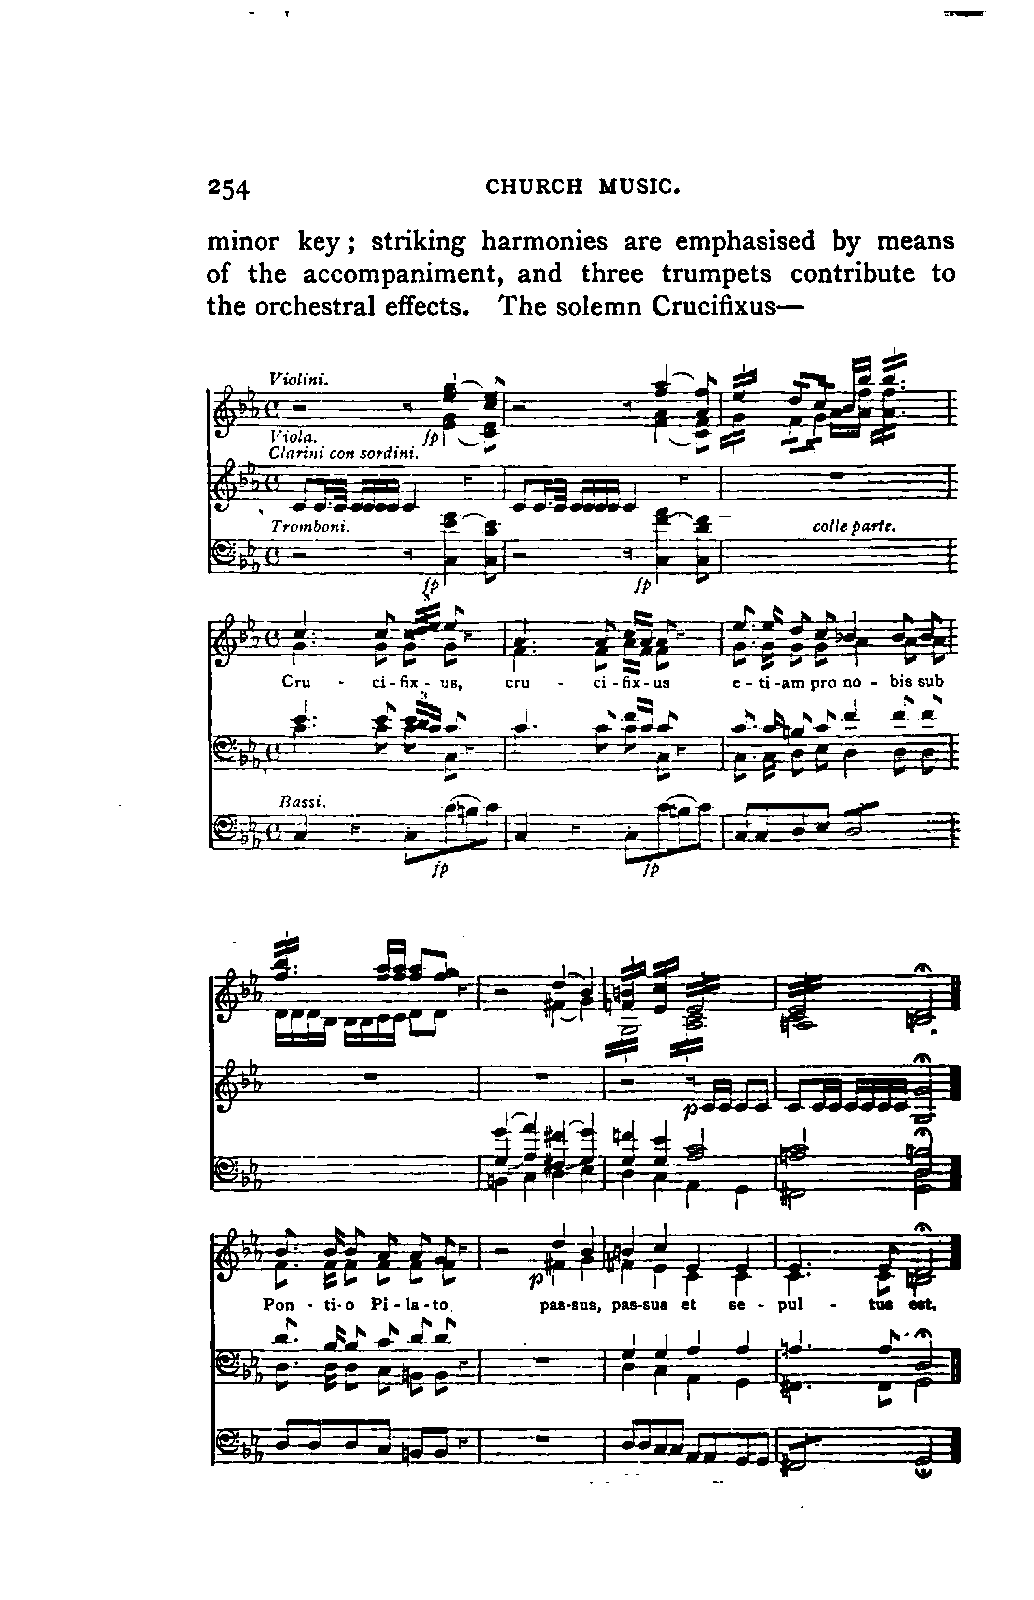 254 CHURCH MUSIC.
minor key ; striking harmonies are emphasised by means
of the accompaniment, and three trumpets contribute to
the orchestral effects. The solemn Crucifixus—
Violini.
Viola. fp
Clarini con sordini.
Tromboni. colle parte.
fp fp
Cru - ci-fix - us, cru - ci-fix-us e-ti-am pro no - bis sub
3
Bassi.
fp fp
p
p
Pon - ti-o Pi-la-to pas-sus, pas-sus et se - pul - tus est.